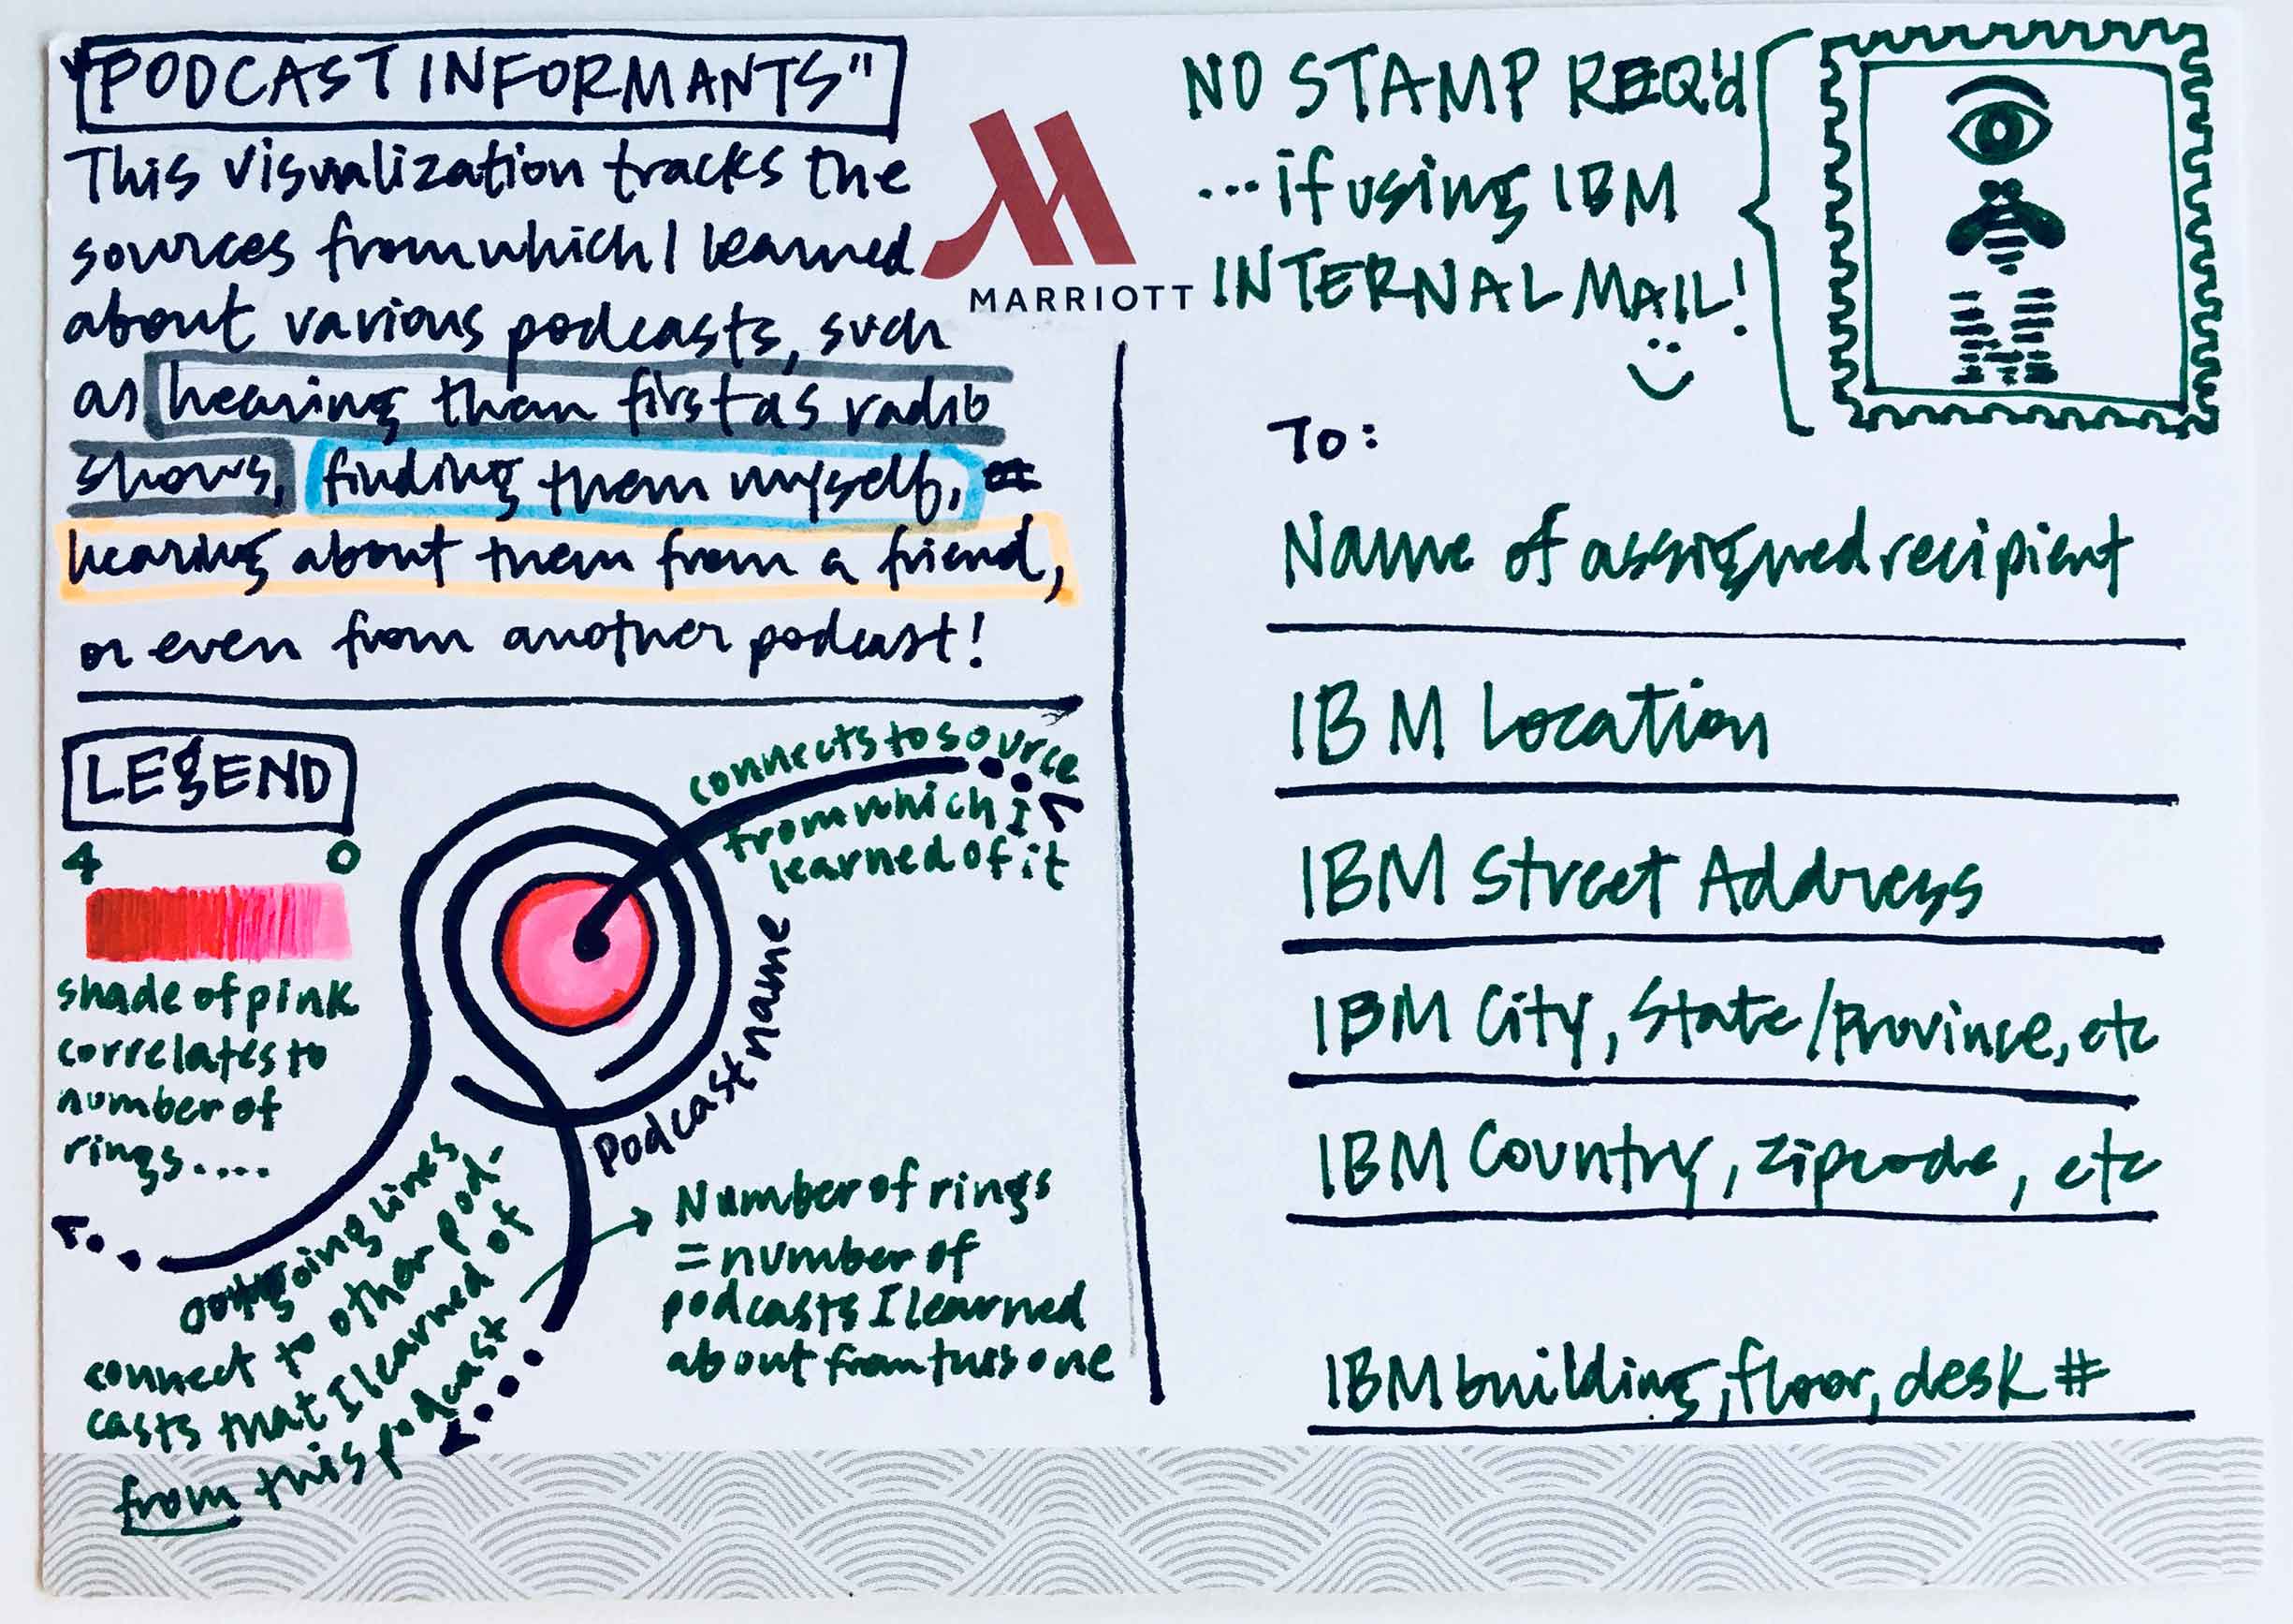 "PODCAST INFORMANTS"
This visualization tracks the
sources from which I learned
about various podcasts, such
as hearing them first as radio
shows, finding them myself,
hearing about them from a friend,
or even from another podcast!
MARRIOTT
NO STAMP REQ'd
...if using IBM
INTERNAL MAIL!
To:
Name of assigned recipient
IBM Location
IBM Street Address
IBM City, State/Province, etc
IBM Country, zipcode, etc
IBM building, floor, desk #
LEgEND
4 0
shade of pink
correlates to
number of
rings....
connects to source
from which I
learned of it
Podcast name
outgoing lines
connect to other pod-
casts that I learned of
from this podcast
Number of rings
= number of
podcasts I learned
about from this one